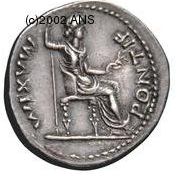 (c)2002 ANS
PONTIF
MAXIM